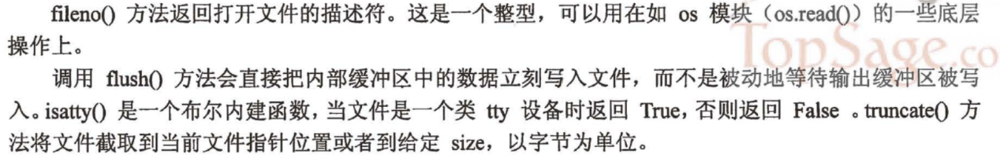 fileno() 方法返回打开文件的描述符。这是一个整型，可以用在如 os 模块（os.read()）的一些底层
操作上。
调用 flush() 方法会直接把内部缓冲区中的数据立刻写入文件，而不是被动地等待输出缓冲区被写
入。isatty() 是一个布尔内建函数，当文件是一个类 tty 设备时返回 True，否则返回 False 。truncate() 方
法将文件截取到当前文件指针位置或者到给定 size，以字节为单位。
TopSage.co